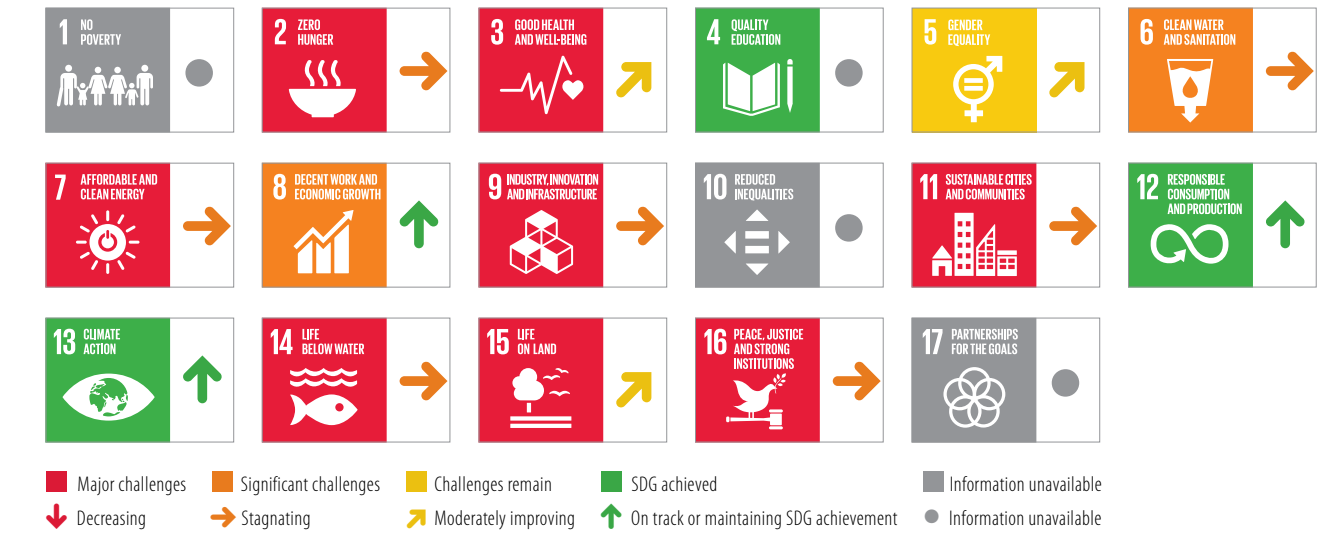 1 NO
POVERTY
2 ZERO
HUNGER
3 GOOD HEALTH
AND WELL-BEING
4 QUALITY
EDUCATION
5 GENDER
EQUALITY
6 CLEAN WATER
AND SANITATION
7 AFFORDABLE AND
CLEAN ENERGY
8 DECENT WORK AND
ECONOMIC GROWTH
9 INDUSTRY, INNOVATION
AND INFRASTRUCTURE
10 REDUCED
INEQUALITIES
11 SUSTAINABLE CITIES
AND COMMUNITIES
12 RESPONSIBLE
CONSUMPTION
AND PRODUCTION
13 CLIMATE
ACTION
14 LIFE
BELOW WATER
15 LIFE
ON LAND
16 PEACE, JUSTICE
AND STRONG
INSTITUTIONS
17 PARTNERSHIPS
FOR THE GOALS
Major challenges
Significant challenges
Challenges remain
SDG achieved
Information unavailable
Decreasing
Stagnating
Moderately improving
On track or maintaining SDG achievement
Information unavailable